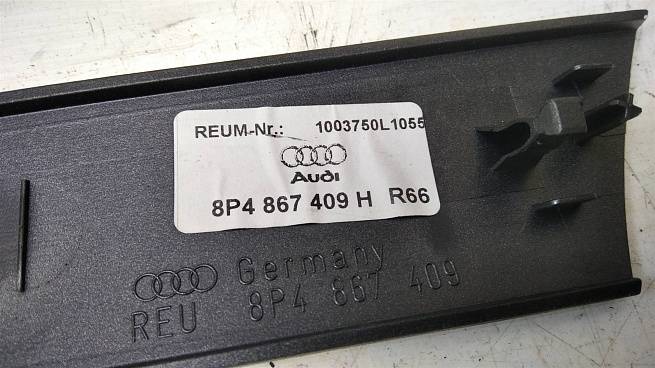 REUM-Nr.: 1003750L1055
Audi
8P4 867 409 H R66
Germany
REU 8P4 867 409